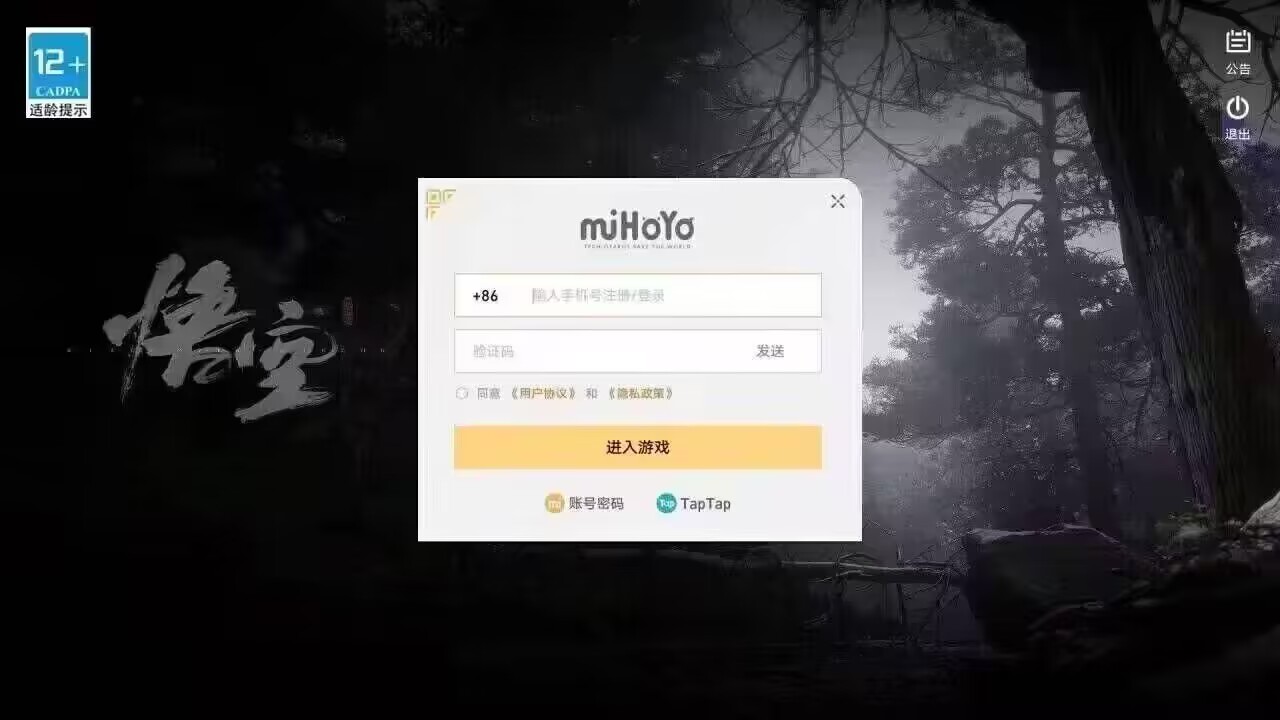 12+
CADPA
适龄提示
公告
退出
miHoYo
TECH OTAKUS SAVE THE WORLD
+86
输入手机号注册/登录
验证码
发送
同意 《用户协议》 和 《隐私政策》
进入游戏
mi 账号密码
Tap TapTap
悟空